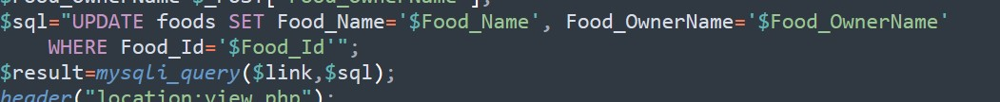 $Food_OwnerName=$_POST['Food_OwnerName'];
$sql="UPDATE foods SET Food_Name='$Food_Name', Food_OwnerName='$Food_OwnerName'
WHERE Food_Id='$Food_Id'";
$result=mysqli_query($link,$sql);
header("location:view.php");